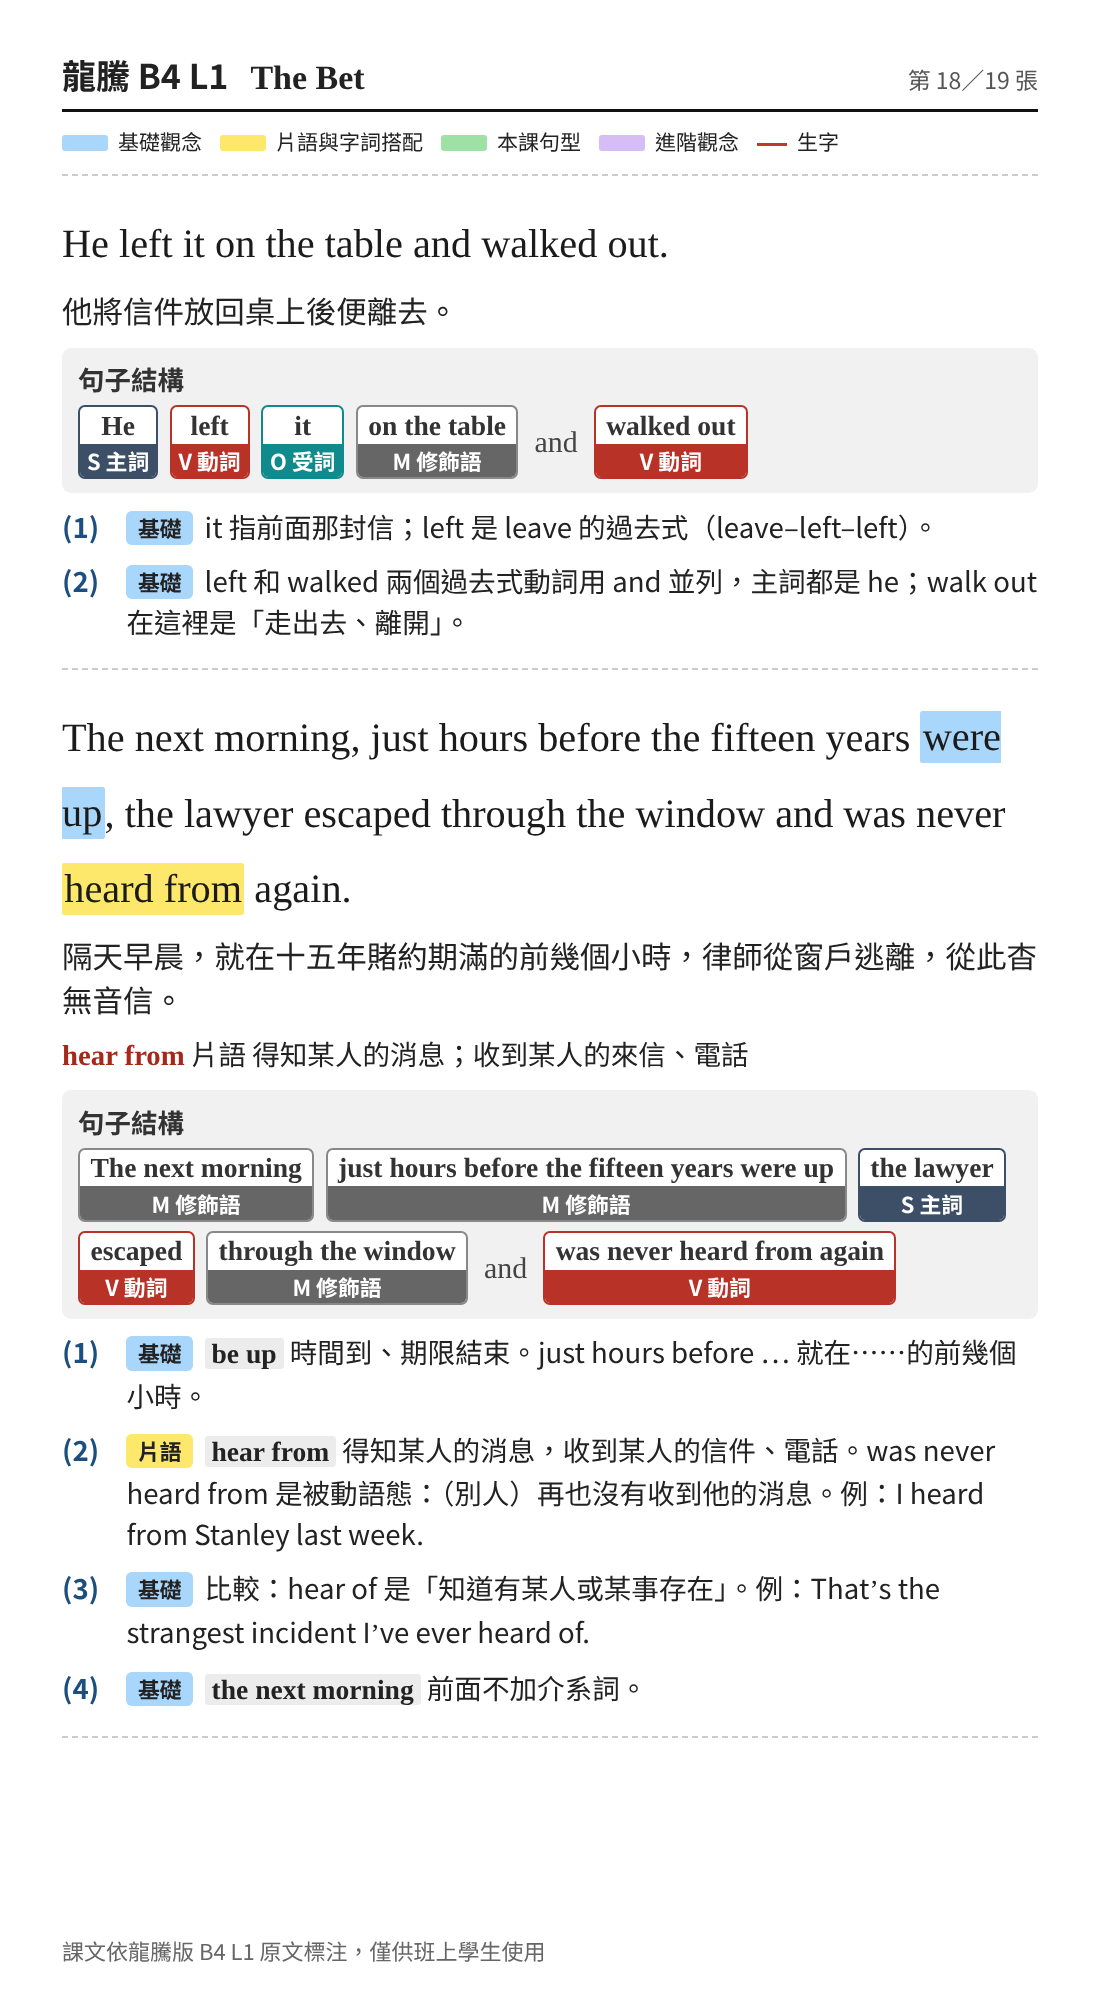 龍騰 B4 L1 The Bet
第 18／19 張
基礎觀念 片語與字詞搭配 本課句型 進階觀念 生字
He left it on the table and walked out.
他將信件放回桌上後便離去。
句子結構
He left it on the table and walked out
S 主詞 V 動詞 O 受詞 M 修飾語 V 動詞
(1) 基礎 it 指前面那封信；left 是 leave 的過去式（leave–left–left）。
(2) 基礎 left 和 walked 兩個過去式動詞用 and 並列，主詞都是 he；walk out
在這裡是「走出去、離開」。
The next morning, just hours before the fifteen years were
up, the lawyer escaped through the window and was never
heard from again.
隔天早晨，就在十五年賭約期滿的前幾個小時，律師從窗戶逃離，從此杳
無音信。
hear from 片語 得知某人的消息；收到某人的來信、電話
句子結構
The next morning just hours before the fifteen years were up the lawyer
M 修飾語 M 修飾語 S 主詞
escaped through the window and was never heard from again
V 動詞 M 修飾語 V 動詞
(1) 基礎 be up 時間到、期限結束。just hours before … 就在……的前幾個
小時。
(2) 片語 hear from 得知某人的消息，收到某人的信件、電話。was never
heard from 是被動語態：（別人）再也沒有收到他的消息。例：I heard
from Stanley last week.
(3) 基礎 比較：hear of 是「知道有某人或某事存在」。例：That’s the
strangest incident I’ve ever heard of.
(4) 基礎 the next morning 前面不加介系詞。
課文依龍騰版 B4 L1 原文標注，僅供班上學生使用